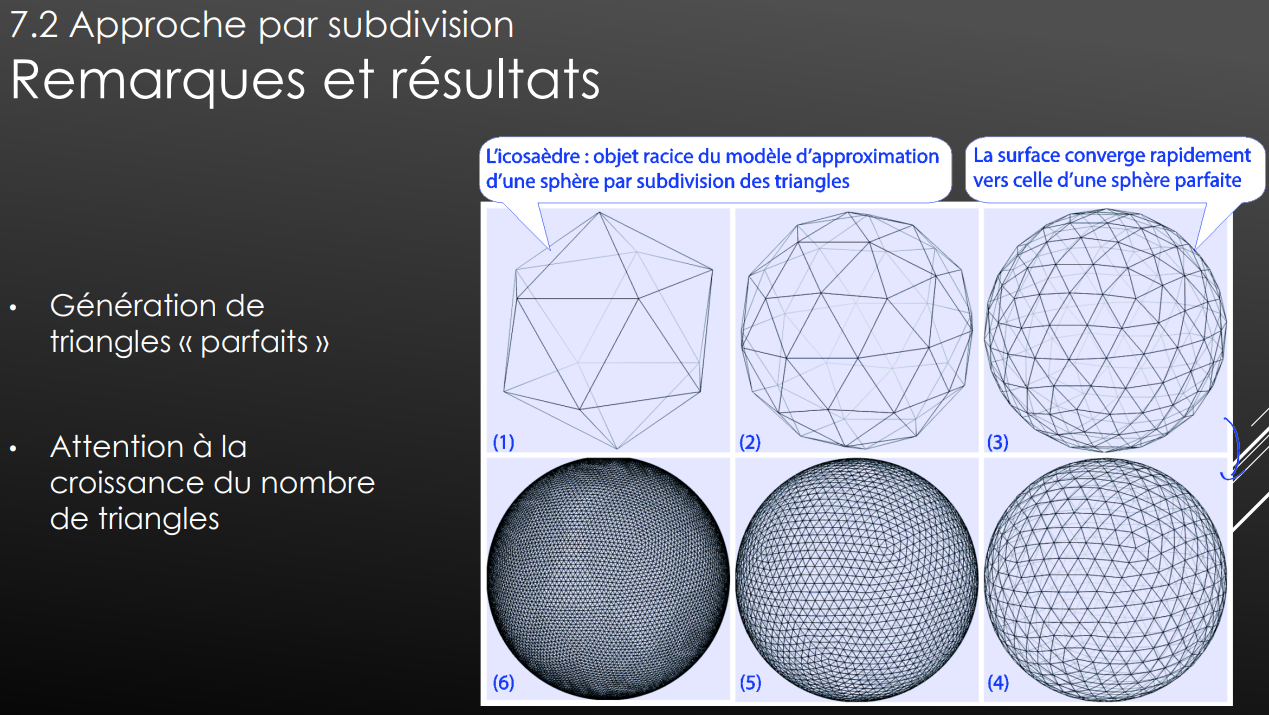 7.2 Approche par subdivision
Remarques et résultats
L'icosaèdre : objet racice du modèle d'approximation
d'une sphère par subdivision des triangles
La surface converge rapidement
vers celle d'une sphère parfaite
• Génération de
triangles « parfaits »
• Attention à la
croissance du nombre
de triangles
(1)
(2)
(3)
(6)
(5)
(4)